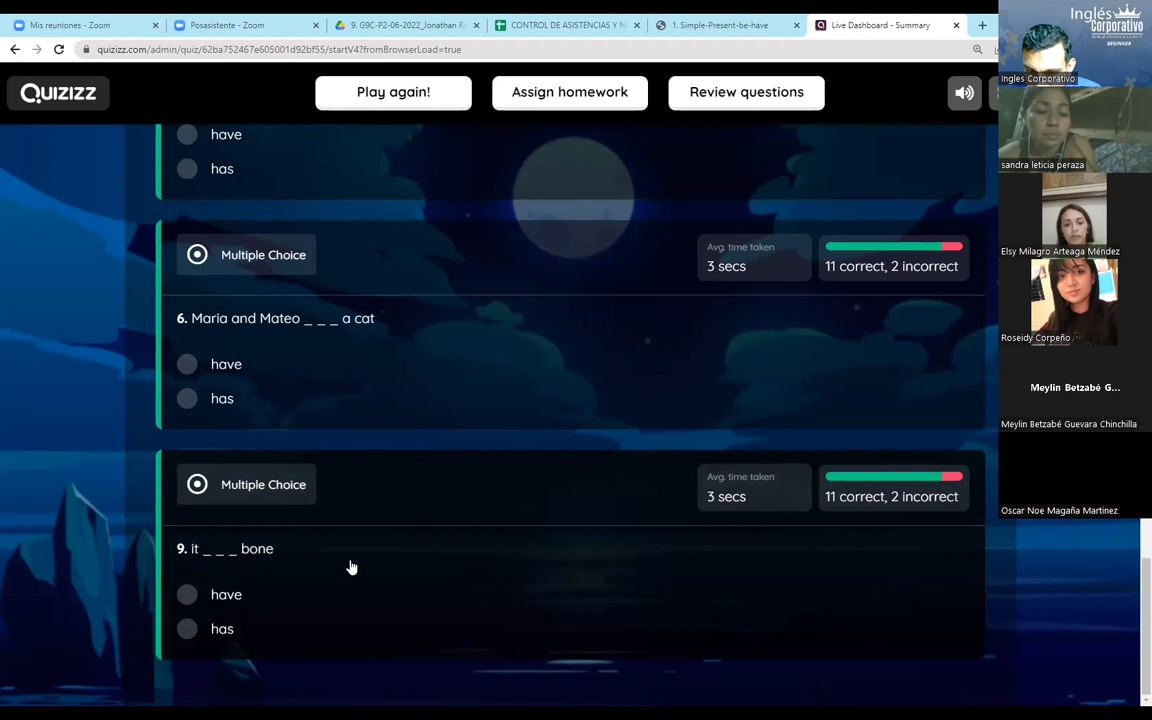 Mis reuniones - Zoom
Posasistente - Zoom
9. G9C-P2-06-2022_Jonathan R
CONTROL DE ASISTENCIAS Y N
1. Simple-Present-be-have
Live Dashboard - Summary
quizizz.com/admin/quiz/62ba752467e605001d92bf55/startV4?fromBrowserLoad=true
Quizizz
Play again!
Assign homework
Review questions
have
has
Multiple Choice
Avg. time taken
3 secs
11 correct, 2 incorrect
6. Maria and Mateo _ _ _ a cat
have
has
Multiple Choice
Avg. time taken
3 secs
11 correct, 2 incorrect
9. it _ _ _ bone
have
has
Inglés
Corporativo
BEGINNER
Ingles Corporativo
sandra leticia peraza
Elsy Milagro Arteaga Méndez
Roseidy Corpeño
Meylin Betzabé G...
Meylin Betzabé Guevara Chinchilla
Oscar Noe Magaña Martinez